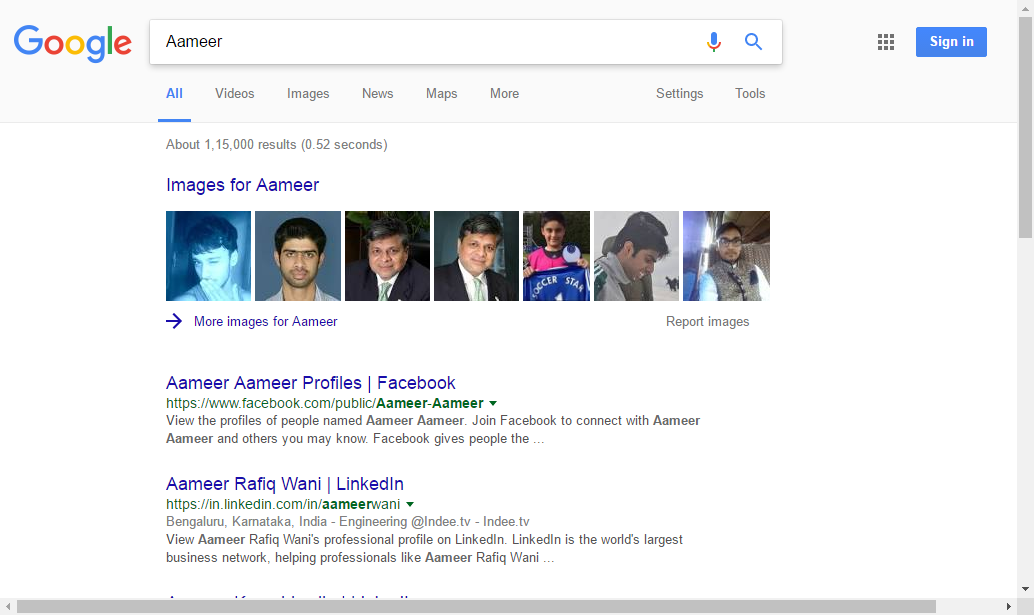 Google
Aameer
Sign in
All Videos Images News Maps More Settings Tools
About 1,15,000 results (0.52 seconds)
Images for Aameer
SOCCER STAR
1
More images for Aameer
Report images
Aameer Aameer Profiles | Facebook
https://www.facebook.com/public/Aameer-Aameer
View the profiles of people named Aameer Aameer. Join Facebook to connect with Aameer
Aameer and others you may know. Facebook gives people the ...
Aameer Rafiq Wani | LinkedIn
https://in.linkedin.com/in/aameerwani
Bengaluru, Karnataka, India - Engineering @Indee.tv - Indee.tv
View Aameer Rafiq Wani's professional profile on LinkedIn. LinkedIn is the world's largest
business network, helping professionals like Aameer Rafiq Wani ...